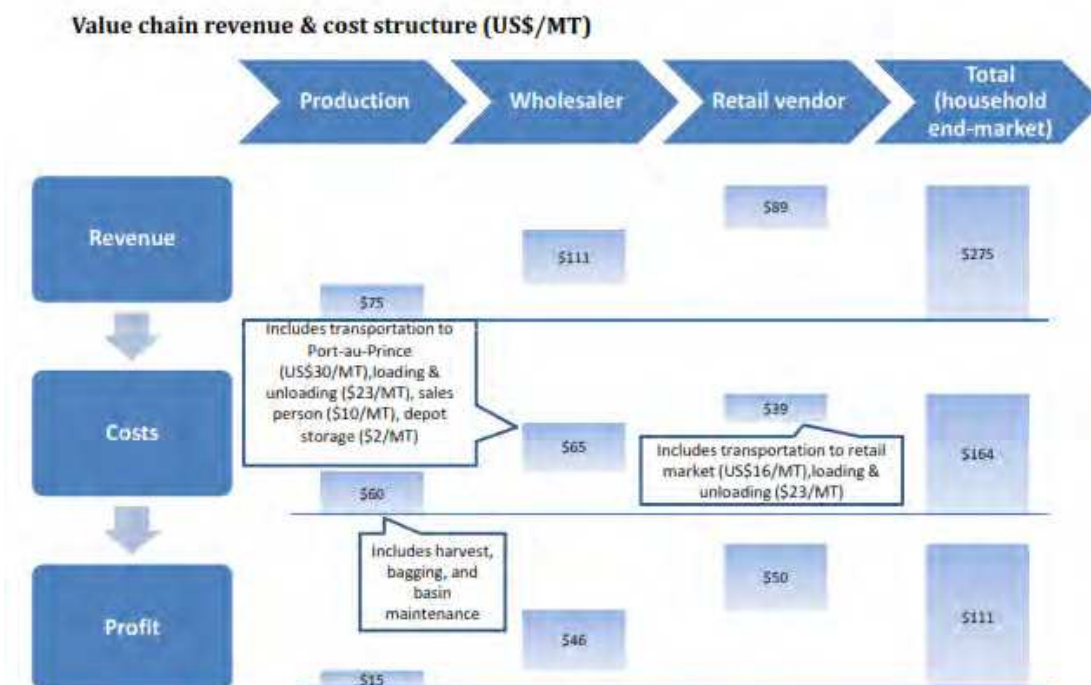 Value chain revenue & cost structure (US$/MT)
Production
Wholesaler
Retail vendor
Total
(household
end-market)
Revenue
$75
$111
$89
$275
Costs
Includes transportation to
Port-au-Prince
(US$30/MT),loading &
unloading ($23/MT), sales
person ($10/MT), depot
storage ($2/MT)
$60
$65
$39
$164
Includes transportation to retail
market (US$16/MT),loading &
unloading ($23/MT)
Includes harvest,
bagging, and
basin
maintenance
Profit
$15
$46
$50
$111